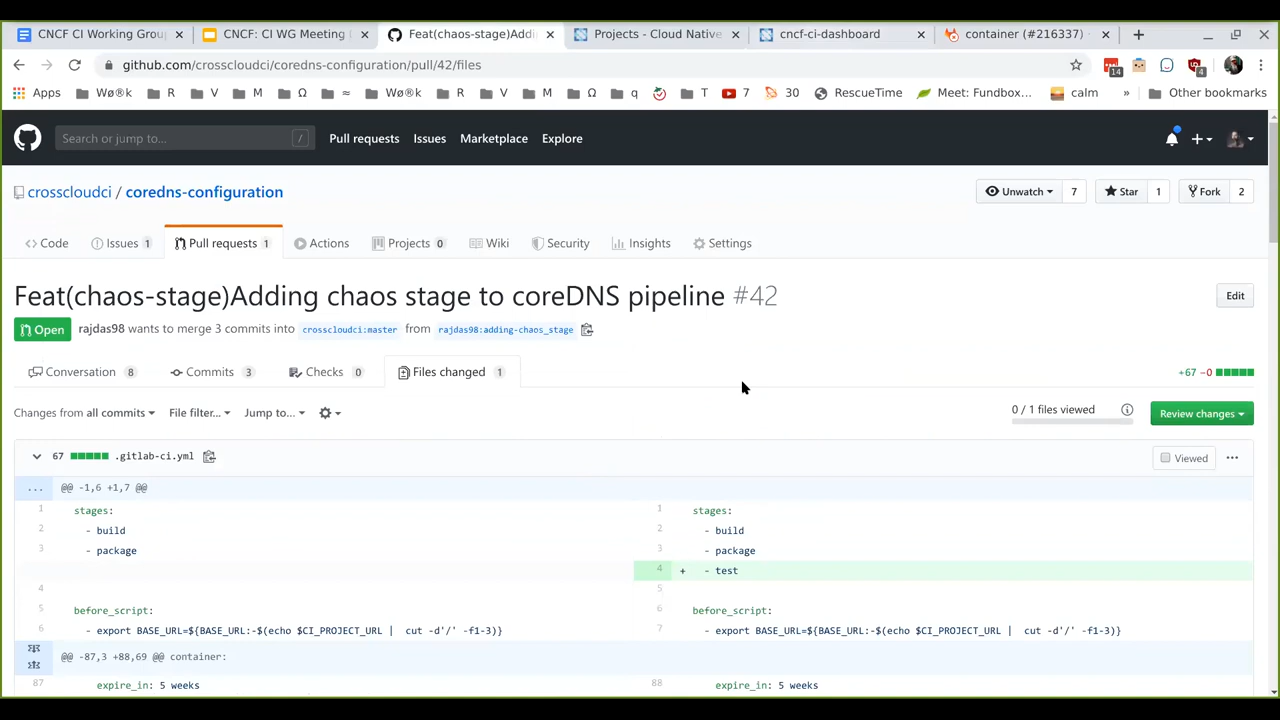 CNCF CI Working Grou
CNCF: CI WG Meeting
Feat(chaos-stage)Addi
Projects - Cloud Native
cncf-ci-dashboard
container (#216337) ·
github.com/crosscloudci/coredns-configuration/pull/42/files
14
4
Apps
Wø®k
R
V
M
Ω
≈
Wø®k
R
V
M
Ω
q
T
7
30
RescueTime
Meet: Fundbox...
calm
»
Other bookmarks
Search or jump to...
/
Pull requests
Issues
Marketplace
Explore
crosscloudci / coredns-configuration
Unwatch
7
Star
1
Fork
2
Code
Issues 1
Pull requests 1
Actions
Projects 0
Wiki
Security
Insights
Settings
Feat(chaos-stage)Adding chaos stage to coreDNS pipeline #42
Edit
Open
rajdas98 wants to merge 3 commits into crosscloudci:master from rajdas98:adding-chaos_stage
Conversation 8
Commits 3
Checks 0
Files changed 1
+67 -0
Changes from all commits
File filter...
Jump to...
0 / 1 files viewed
Review changes
67 .gitlab-ci.yml
Viewed
...
... @@ -1,6 +1,7 @@
1 stages:
1 stages:
2 - build
2 - build
3 - package
3 - package
4 + - test
4
5
5 before_script:
6 before_script:
6 - export BASE_URL=${BASE_URL:-$(echo $CI_PROJECT_URL | cut -d'/' -f1-3)}
7 - export BASE_URL=${BASE_URL:-$(echo $CI_PROJECT_URL | cut -d'/' -f1-3)}
@@ -87,3 +88,69 @@ container:
87 expire_in: 5 weeks
88 expire_in: 5 weeks